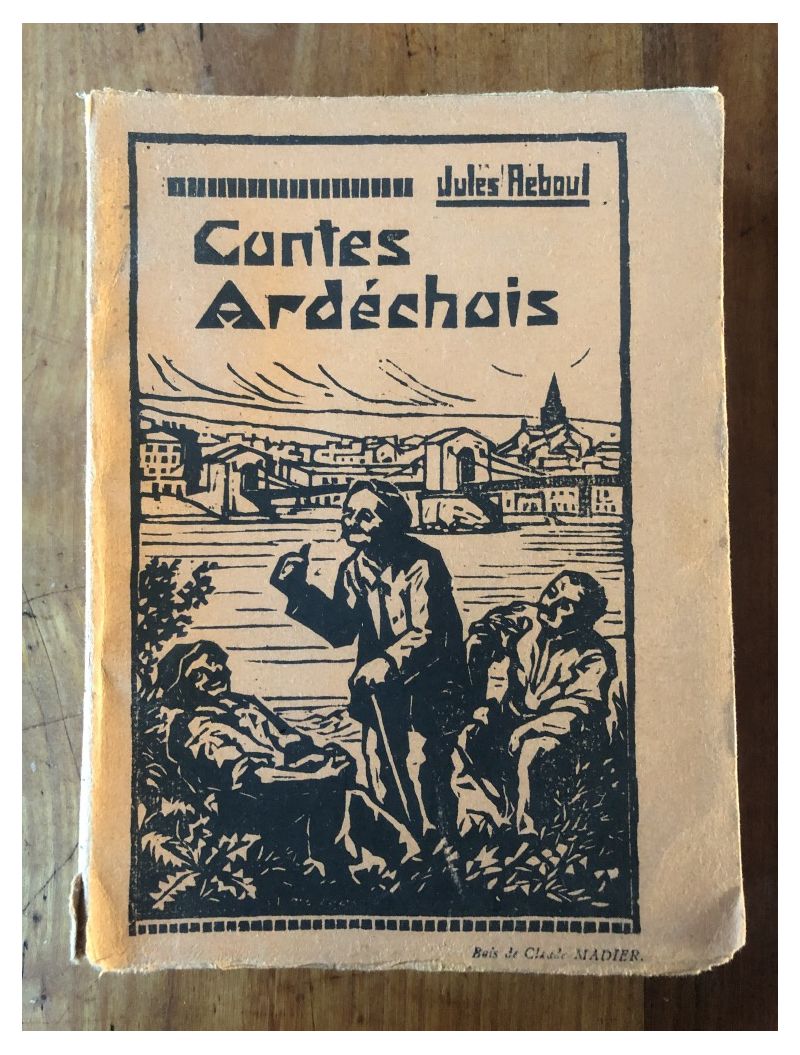 Jules Reboul
Contes
Ardéchois
Bois de Claude MADIER.